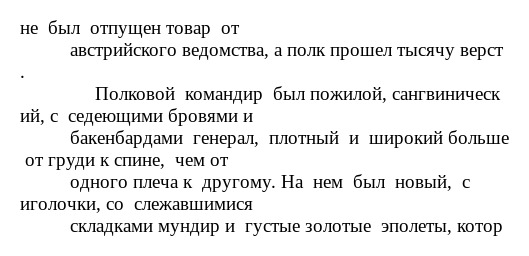 не был отпущен товар от
австрийского ведомства, а полк прошел тысячу верст
.
Полковой командир был пожилой, сангвиническ
ий, с седеющими бровями и
бакенбардами генерал, плотный и широкий больше
от груди к спине, чем от
одного плеча к другому. На нем был новый, с
иголочки, со слежавшимися
складками мундир и густые золотые эполеты, котор